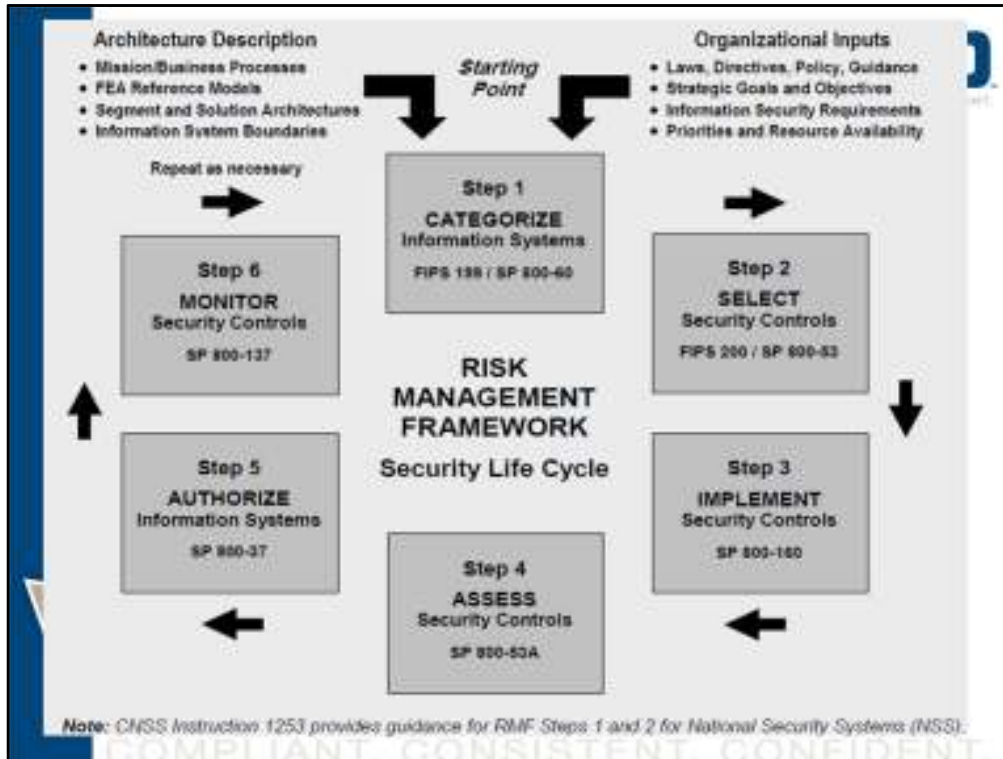 Architecture Description
• Mission/Business Processes
• FEA Reference Models
• Segment and Solution Architectures
• Information System Boundaries
Starting
Point
Organizational Inputs
• Laws, Directives, Policy, Guidance
• Strategic Goals and Objectives
• Information Security Requirements
• Priorities and Resource Availability
Repeat as necessary
Step 1
CATEGORIZE
Information Systems
FIPS 199 / SP 800-60
Step 2
SELECT
Security Controls
FIPS 200 / SP 800-53
Step 3
IMPLEMENT
Security Controls
SP 800-160
Step 4
ASSESS
Security Controls
SP 800-53A
Step 5
AUTHORIZE
Information Systems
SP 800-37
Step 6
MONITOR
Security Controls
SP 800-137
RISK
MANAGEMENT
FRAMEWORK
Security Life Cycle
Note: CNSS Instruction 1253 provides guidance for RMF Steps 1 and 2 for National Security Systems (NSS).
COMPLIANT. CONSISTENT. CONFIDENT.